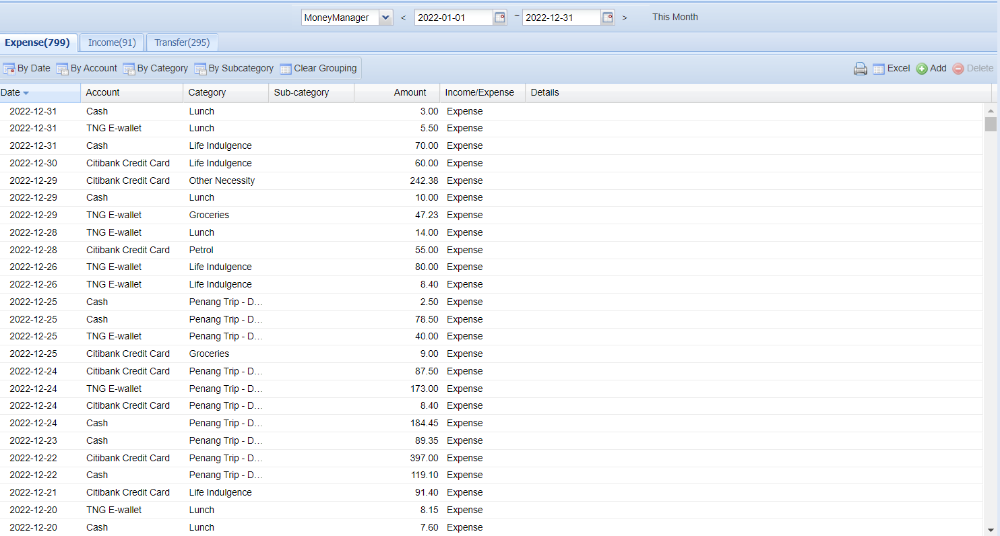 MoneyManager < 2022-01-01 ~ 2022-12-31 > This Month
Expense(799) Income(91) Transfer(295)
By Date By Account By Category By Subcategory Clear Grouping Excel Add Delete
Date Account Category Sub-category Amount Income/Expense Details
2022-12-31 Cash Lunch 3.00 Expense
2022-12-31 TNG E-wallet Lunch 5.50 Expense
2022-12-31 Cash Life Indulgence 70.00 Expense
2022-12-30 Citibank Credit Card Life Indulgence 60.00 Expense
2022-12-29 Citibank Credit Card Other Necessity 242.38 Expense
2022-12-29 Cash Lunch 10.00 Expense
2022-12-29 TNG E-wallet Groceries 47.23 Expense
2022-12-28 TNG E-wallet Lunch 14.00 Expense
2022-12-28 Citibank Credit Card Petrol 55.00 Expense
2022-12-26 TNG E-wallet Life Indulgence 80.00 Expense
2022-12-26 TNG E-wallet Life Indulgence 8.40 Expense
2022-12-25 Cash Penang Trip - D... 2.50 Expense
2022-12-25 Cash Penang Trip - D... 78.50 Expense
2022-12-25 TNG E-wallet Penang Trip - D... 40.00 Expense
2022-12-25 Citibank Credit Card Groceries 9.00 Expense
2022-12-24 Citibank Credit Card Penang Trip - D... 87.50 Expense
2022-12-24 TNG E-wallet Penang Trip - D... 173.00 Expense
2022-12-24 Citibank Credit Card Penang Trip - D... 8.40 Expense
2022-12-24 Cash Penang Trip - D... 184.45 Expense
2022-12-23 Cash Penang Trip - D... 89.35 Expense
2022-12-22 Citibank Credit Card Penang Trip - D... 397.00 Expense
2022-12-22 Cash Penang Trip - D... 119.10 Expense
2022-12-21 Citibank Credit Card Life Indulgence 91.40 Expense
2022-12-20 TNG E-wallet Lunch 8.15 Expense
2022-12-20 Cash Lunch 7.60 Expense